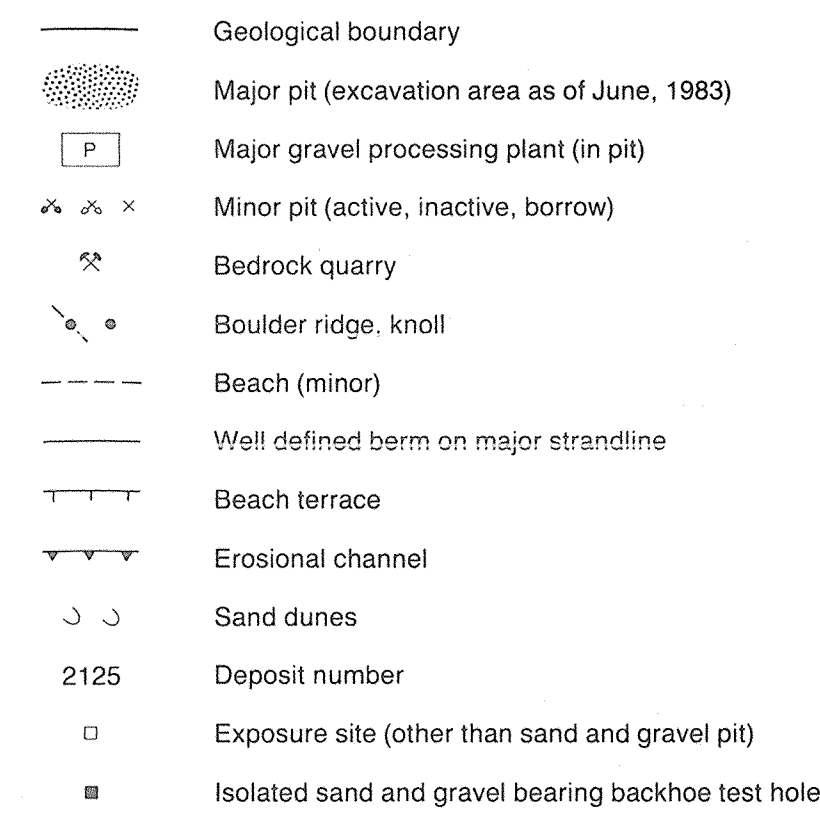 Geological boundary
Major pit (excavation area as of June, 1983)
P Major gravel processing plant (in pit)
Minor pit (active, inactive, borrow)
Bedrock quarry
Boulder ridge, knoll
Beach (minor)
Well defined berm on major strandline
Beach terrace
Erosional channel
Sand dunes
2125 Deposit number
Exposure site (other than sand and gravel pit)
Isolated sand and gravel bearing backhoe test hole